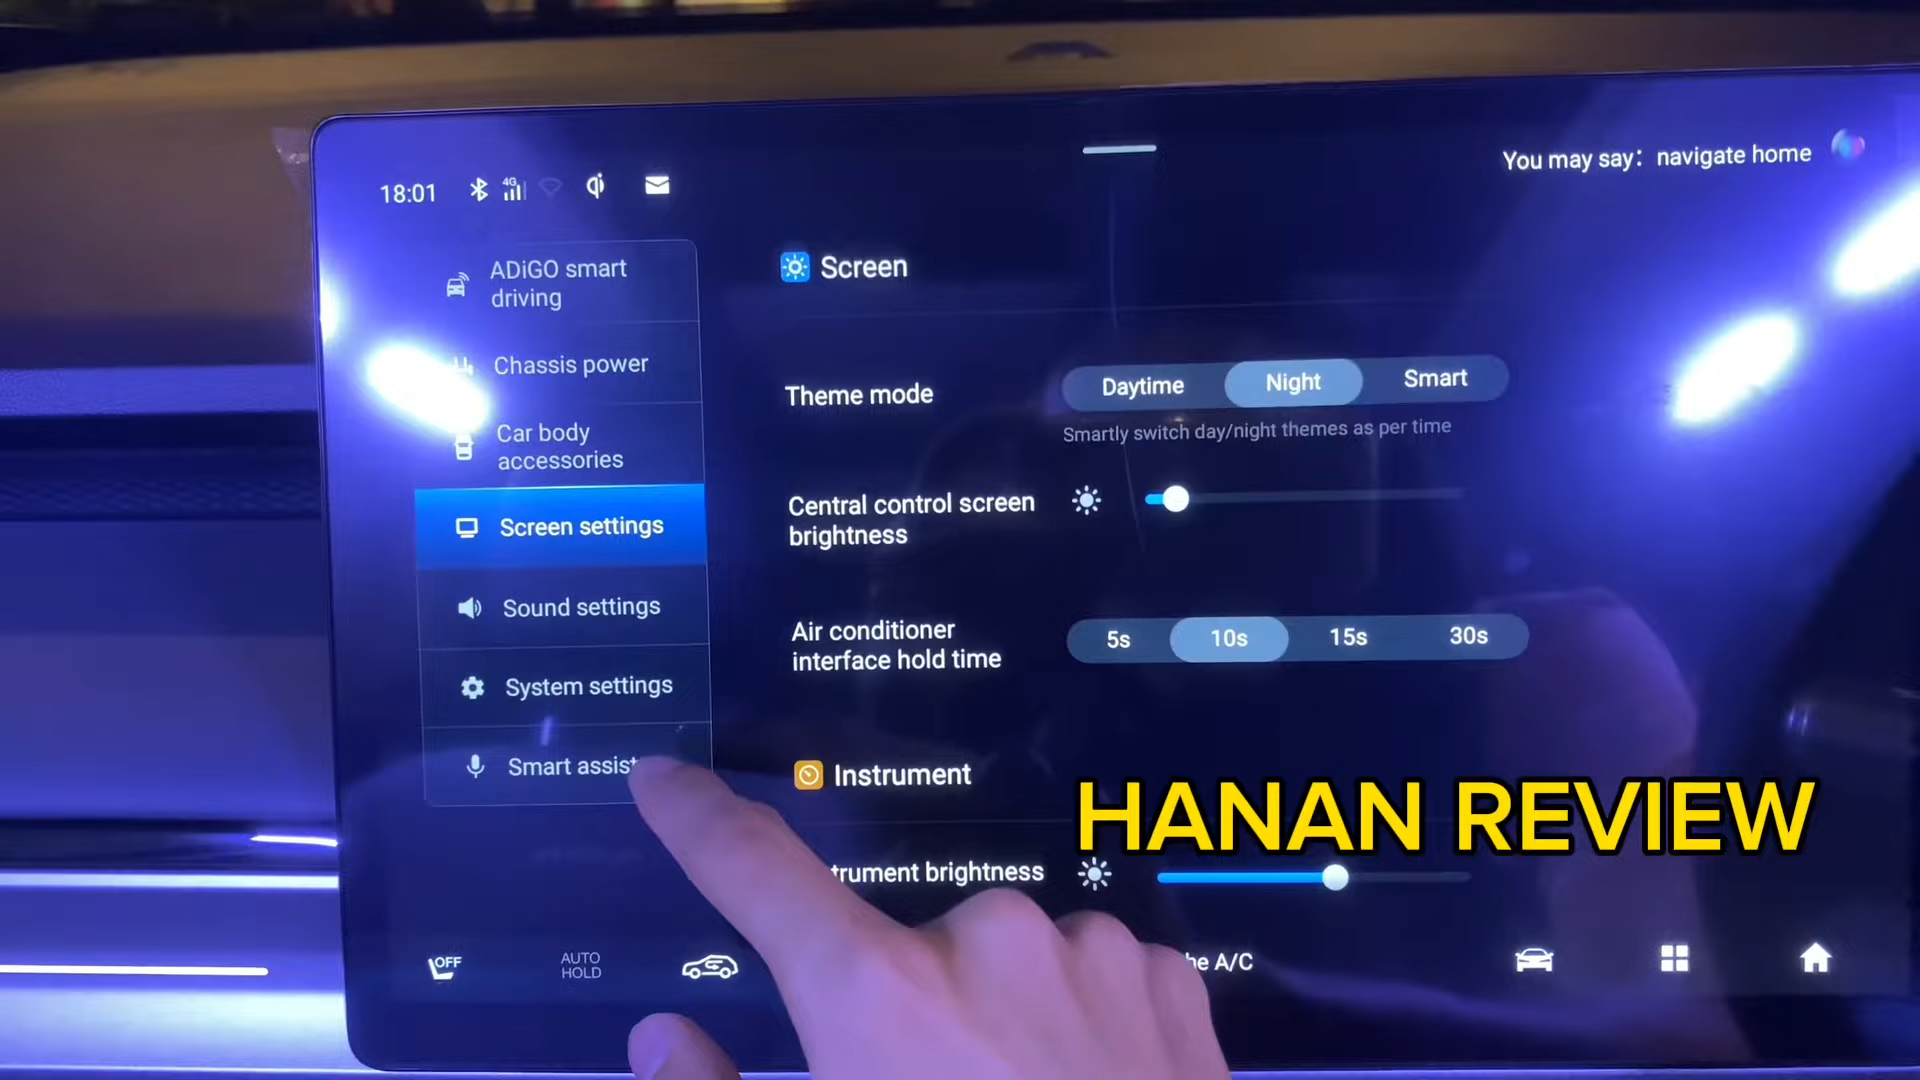 18:01
4G
You may say: navigate home
ADiGO smart
driving
Chassis power
Car body
accessories
Screen settings
Sound settings
System settings
Smart assist
Screen
Theme mode
Daytime
Night
Smart
Smartly switch day/night themes as per time
Central control screen
brightness
Air conditioner
interface hold time
5s
10s
15s
30s
Instrument
HANAN REVIEW
trument brightness
OFF
AUTO
HOLD
he A/C